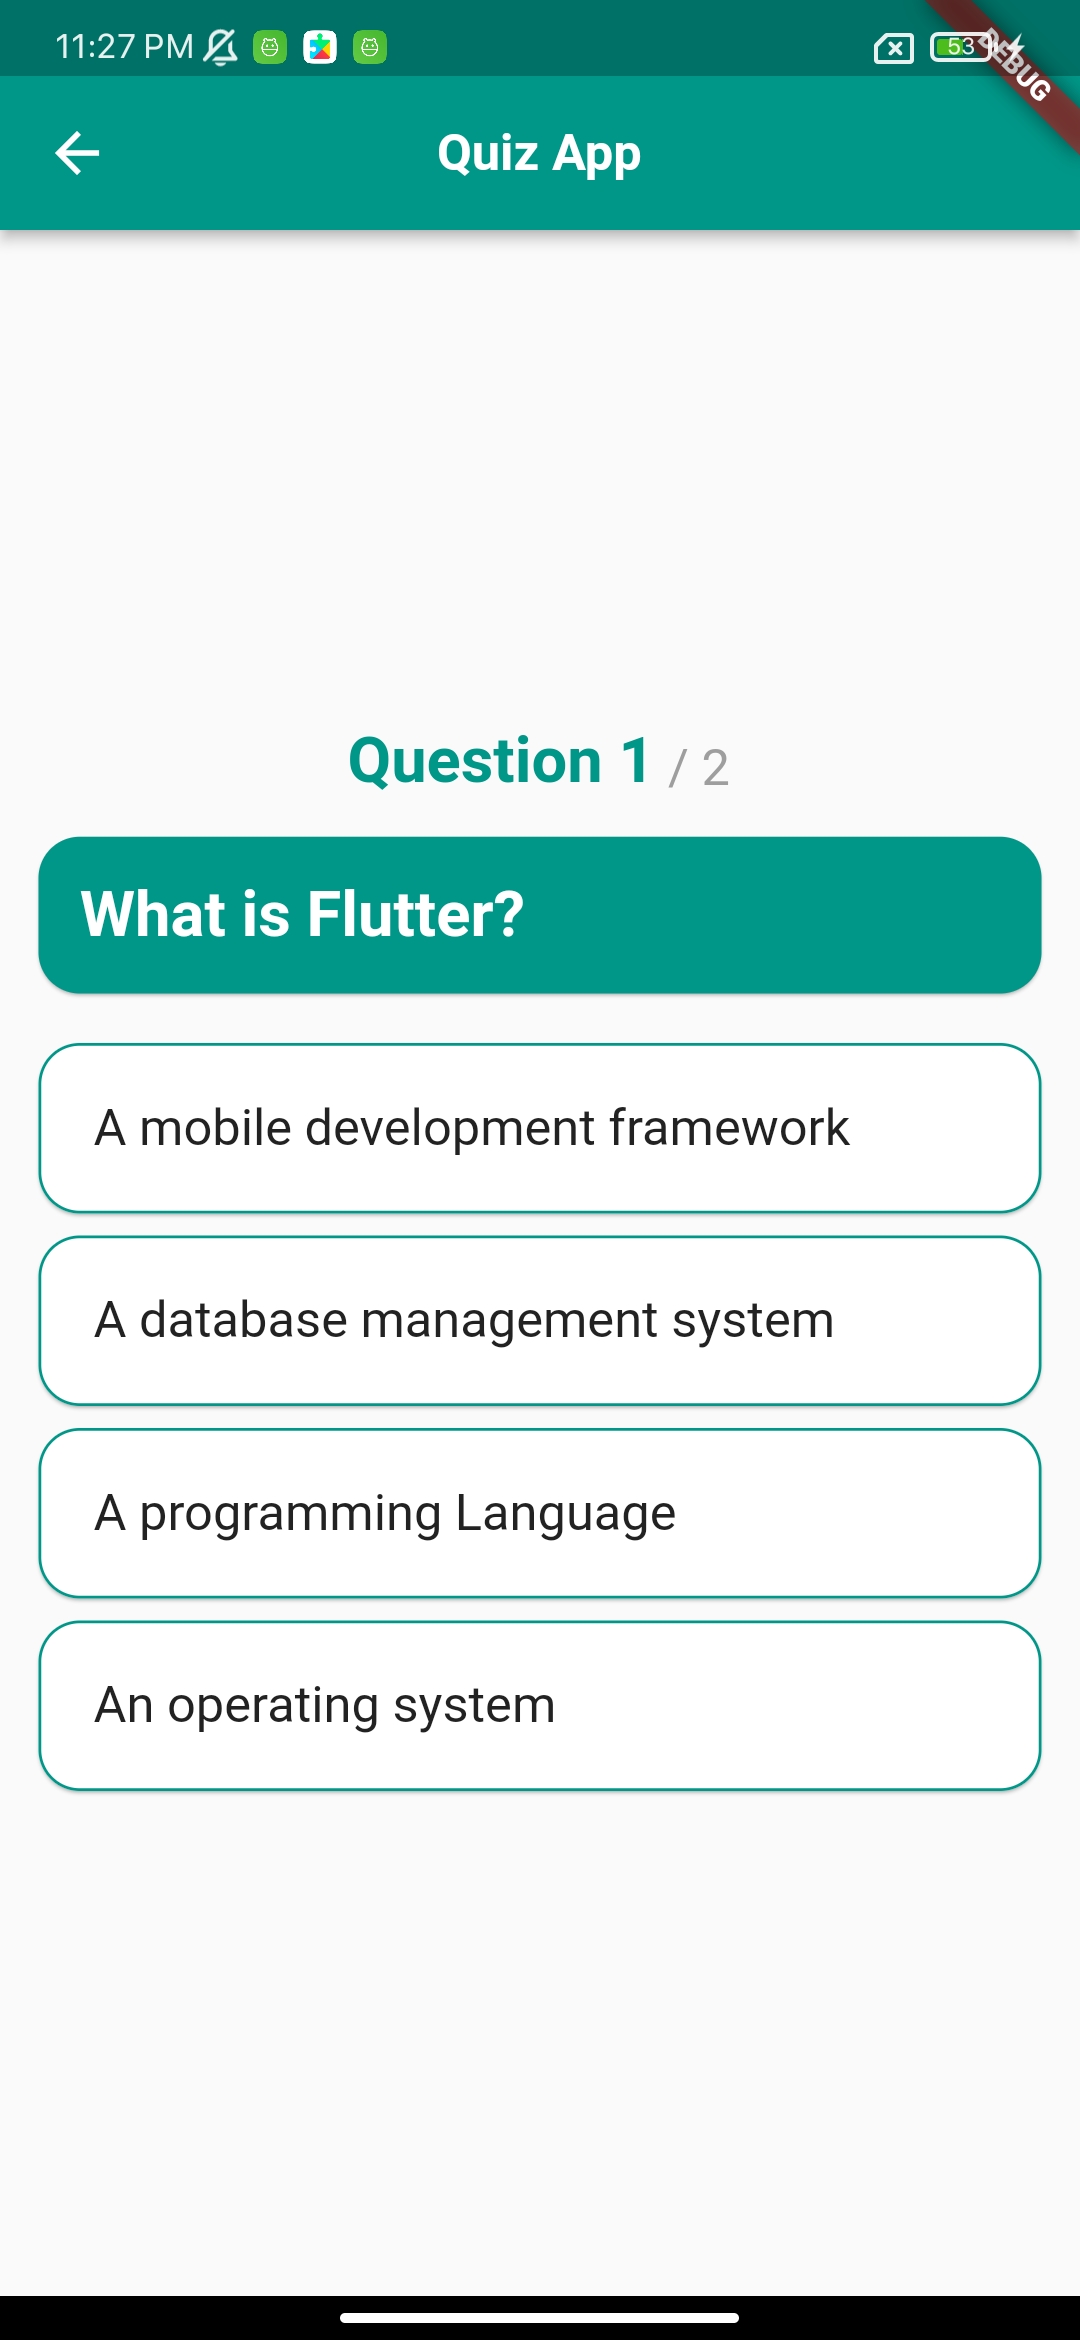 11:27 PM
53
DEBUG
Quiz App
Question 1 / 2
What is Flutter?
A mobile development framework
A database management system
A programming Language
An operating system